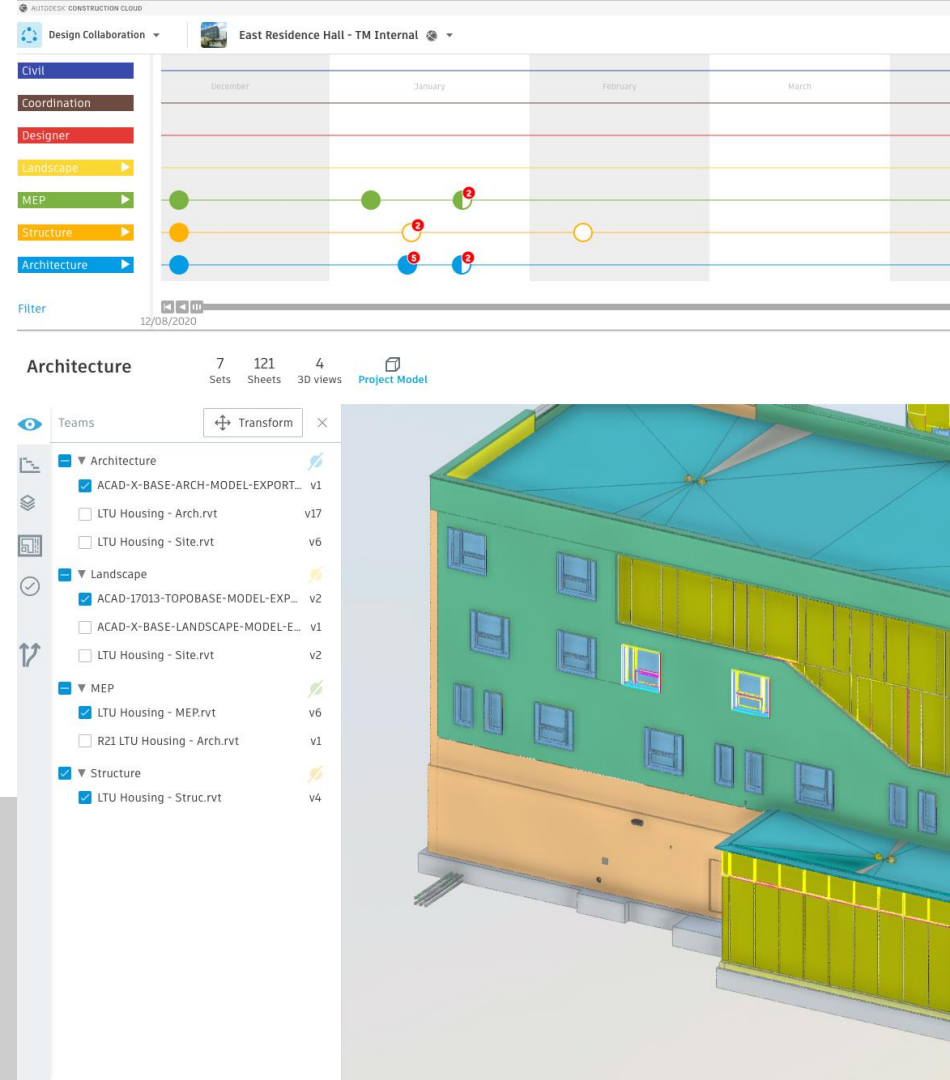 AUTODESK CONSTRUCTION CLOUD
Design Collaboration East Residence Hall - TM Internal
Civil
December January February March
Coordination
Designer
Landscape
MEP 2
Structure 2
Architecture 5 2
Filter
12/08/2020
Architecture
7 121 4
Sets Sheets 3D views Project Model
Teams Transform
Architecture
ACAD-X-BASE-ARCH-MODEL-EXPORT... v1
LTU Housing - Arch.rvt v17
LTU Housing - Site.rvt v6
Landscape
ACAD-17013-TOPOBASE-MODEL-EXP... v2
ACAD-X-BASE-LANDSCAPE-MODEL-E... v1
LTU Housing - Site.rvt v2
MEP
LTU Housing - MEP.rvt v6
R21 LTU Housing - Arch.rvt v1
Structure
LTU Housing - Struc.rvt v4